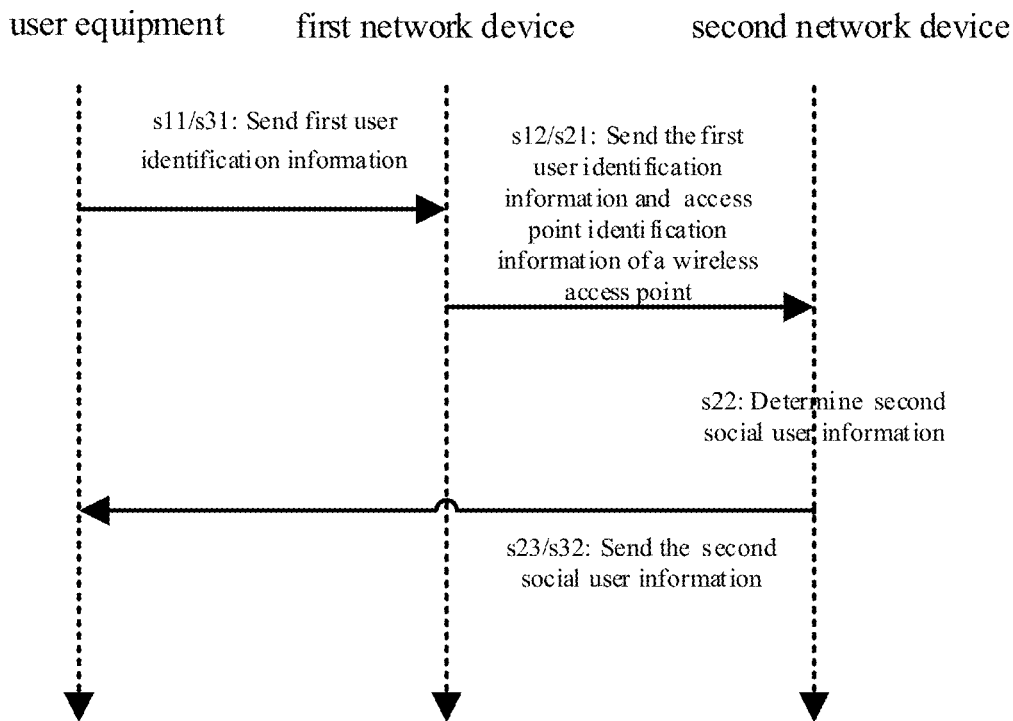 user equipment
first network device
second network device
s11/s31: Send first user
identification information
s12/s21: Send the first
user identification
information and access
point identification
information of a wireless
access point
s22: Determine second
social user information
s23/s32: Send the second
social user information